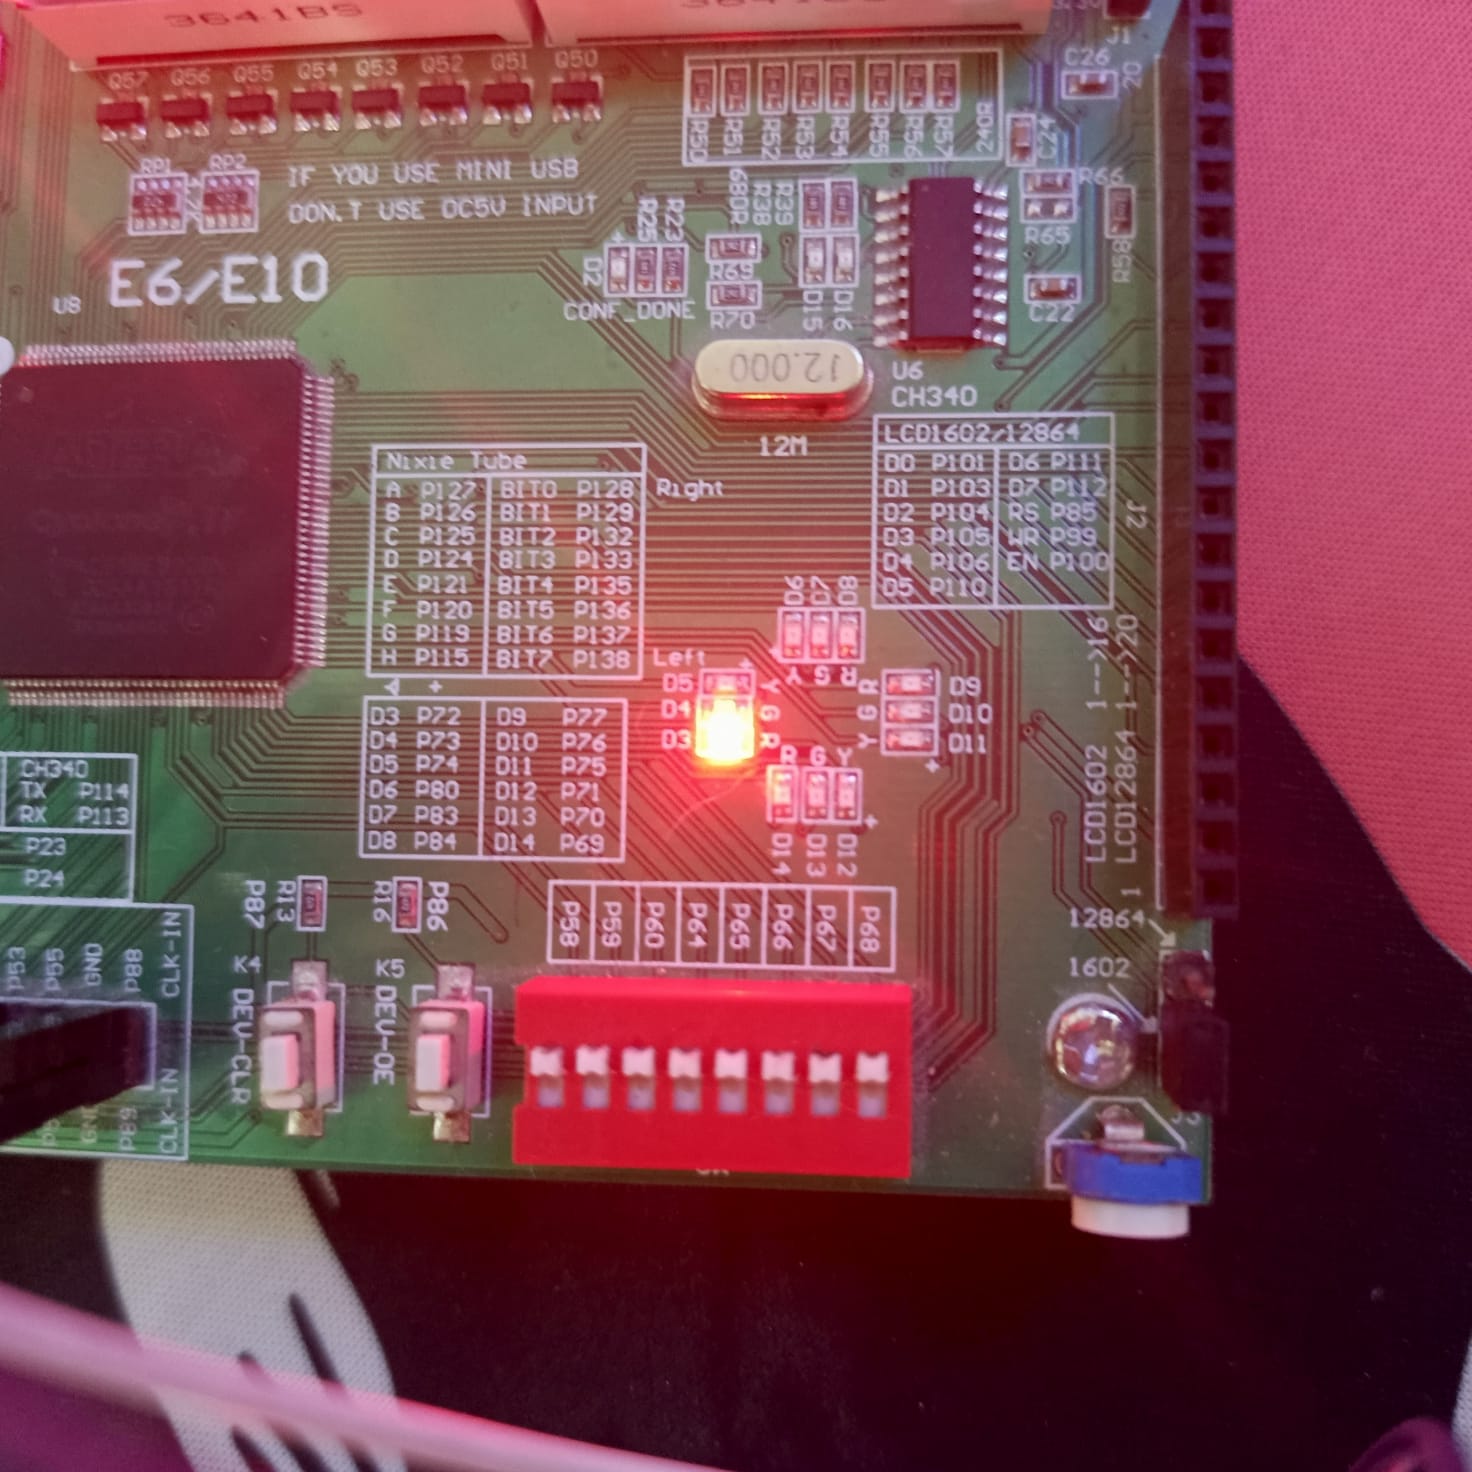 3641BS
3641BS
Q57 Q56 Q55 Q54 Q53 Q52 Q51 Q50
R50 R51 R52 R53 R54 R55 R56 R57 240R
J1
C26
20
C24
RP1 RP2
IF YOU USE MINI USB
DON.T USE DC5V INPUT
680R R38 R39
R66
R65
R58
R25 R23
D2
CONF_DONE
R69
R70
D15 D16
C22
E6/E10
U8
12.000
12M
U6
CH340
LCD1602/12864
D0 P101 D6 P111
D1 P103 D7 P112
D2 P104 RS P85
D3 P105 WR P99
D4 P106 EN P100
D5 P110
J2
Nixie Tube
A P127 BIT0 P128 Right
B P126 BIT1 P129
C P125 BIT2 P132
D P124 BIT3 P133
E P121 BIT4 P135
F P120 BIT5 P136
G P119 BIT6 P137
H P115 BIT7 P138 Left
D3 P72 D9 P77
D4 P73 D10 P76
D5 P74 D11 P75
D6 P80 D12 P71
D7 P83 D13 P70
D8 P84 D14 P69
D6 D7 D8
Y G R
D5 Y
D4 G
D3 R
R D9
G D10
Y D11
R G Y
D14 D13 D12
LCD1602 1-->16
LCD12864 1-->20
1
CH340
TX P114
RX P113
P23
P24
P87 R13 R16 P86
P58 P59 P60 P64 P65 P66 P67 P68
12864
1602
P53 P55 GND P88 CLK-IN
K4 DEV-CLR
K5 DEV-OE
GND P89 CLK-IN